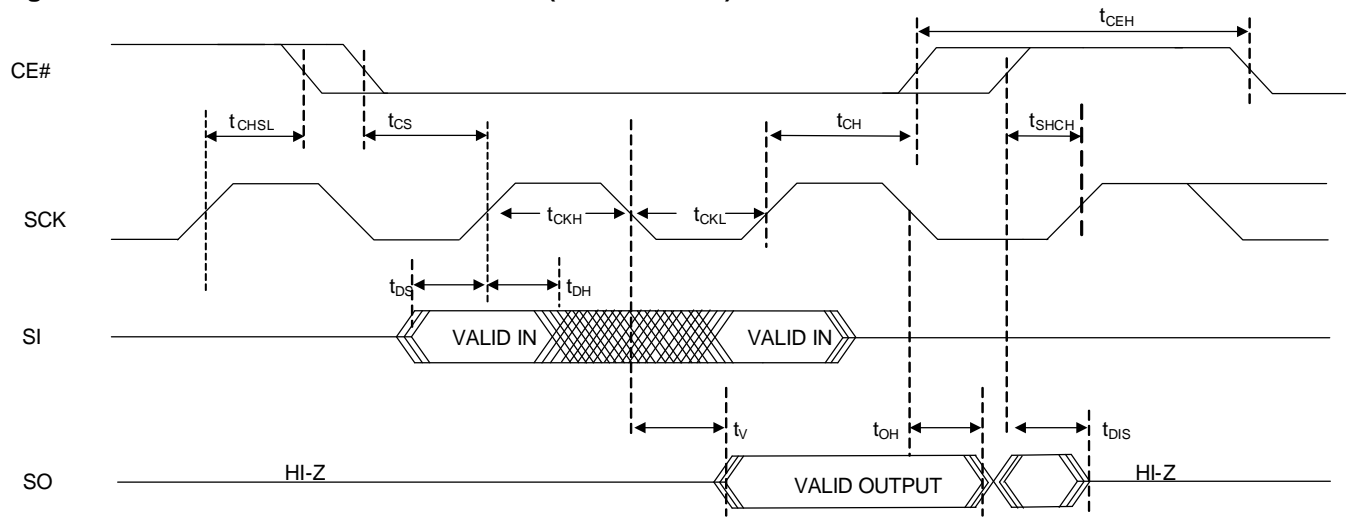 tCEH
CE#
tCHSL
tCS
tCH
tSHCH
SCK
tCKH
tCKL
tDS
tDH
SI
VALID IN
VALID IN
tV
tOH
tDIS
SO
HI-Z
VALID OUTPUT
HI-Z